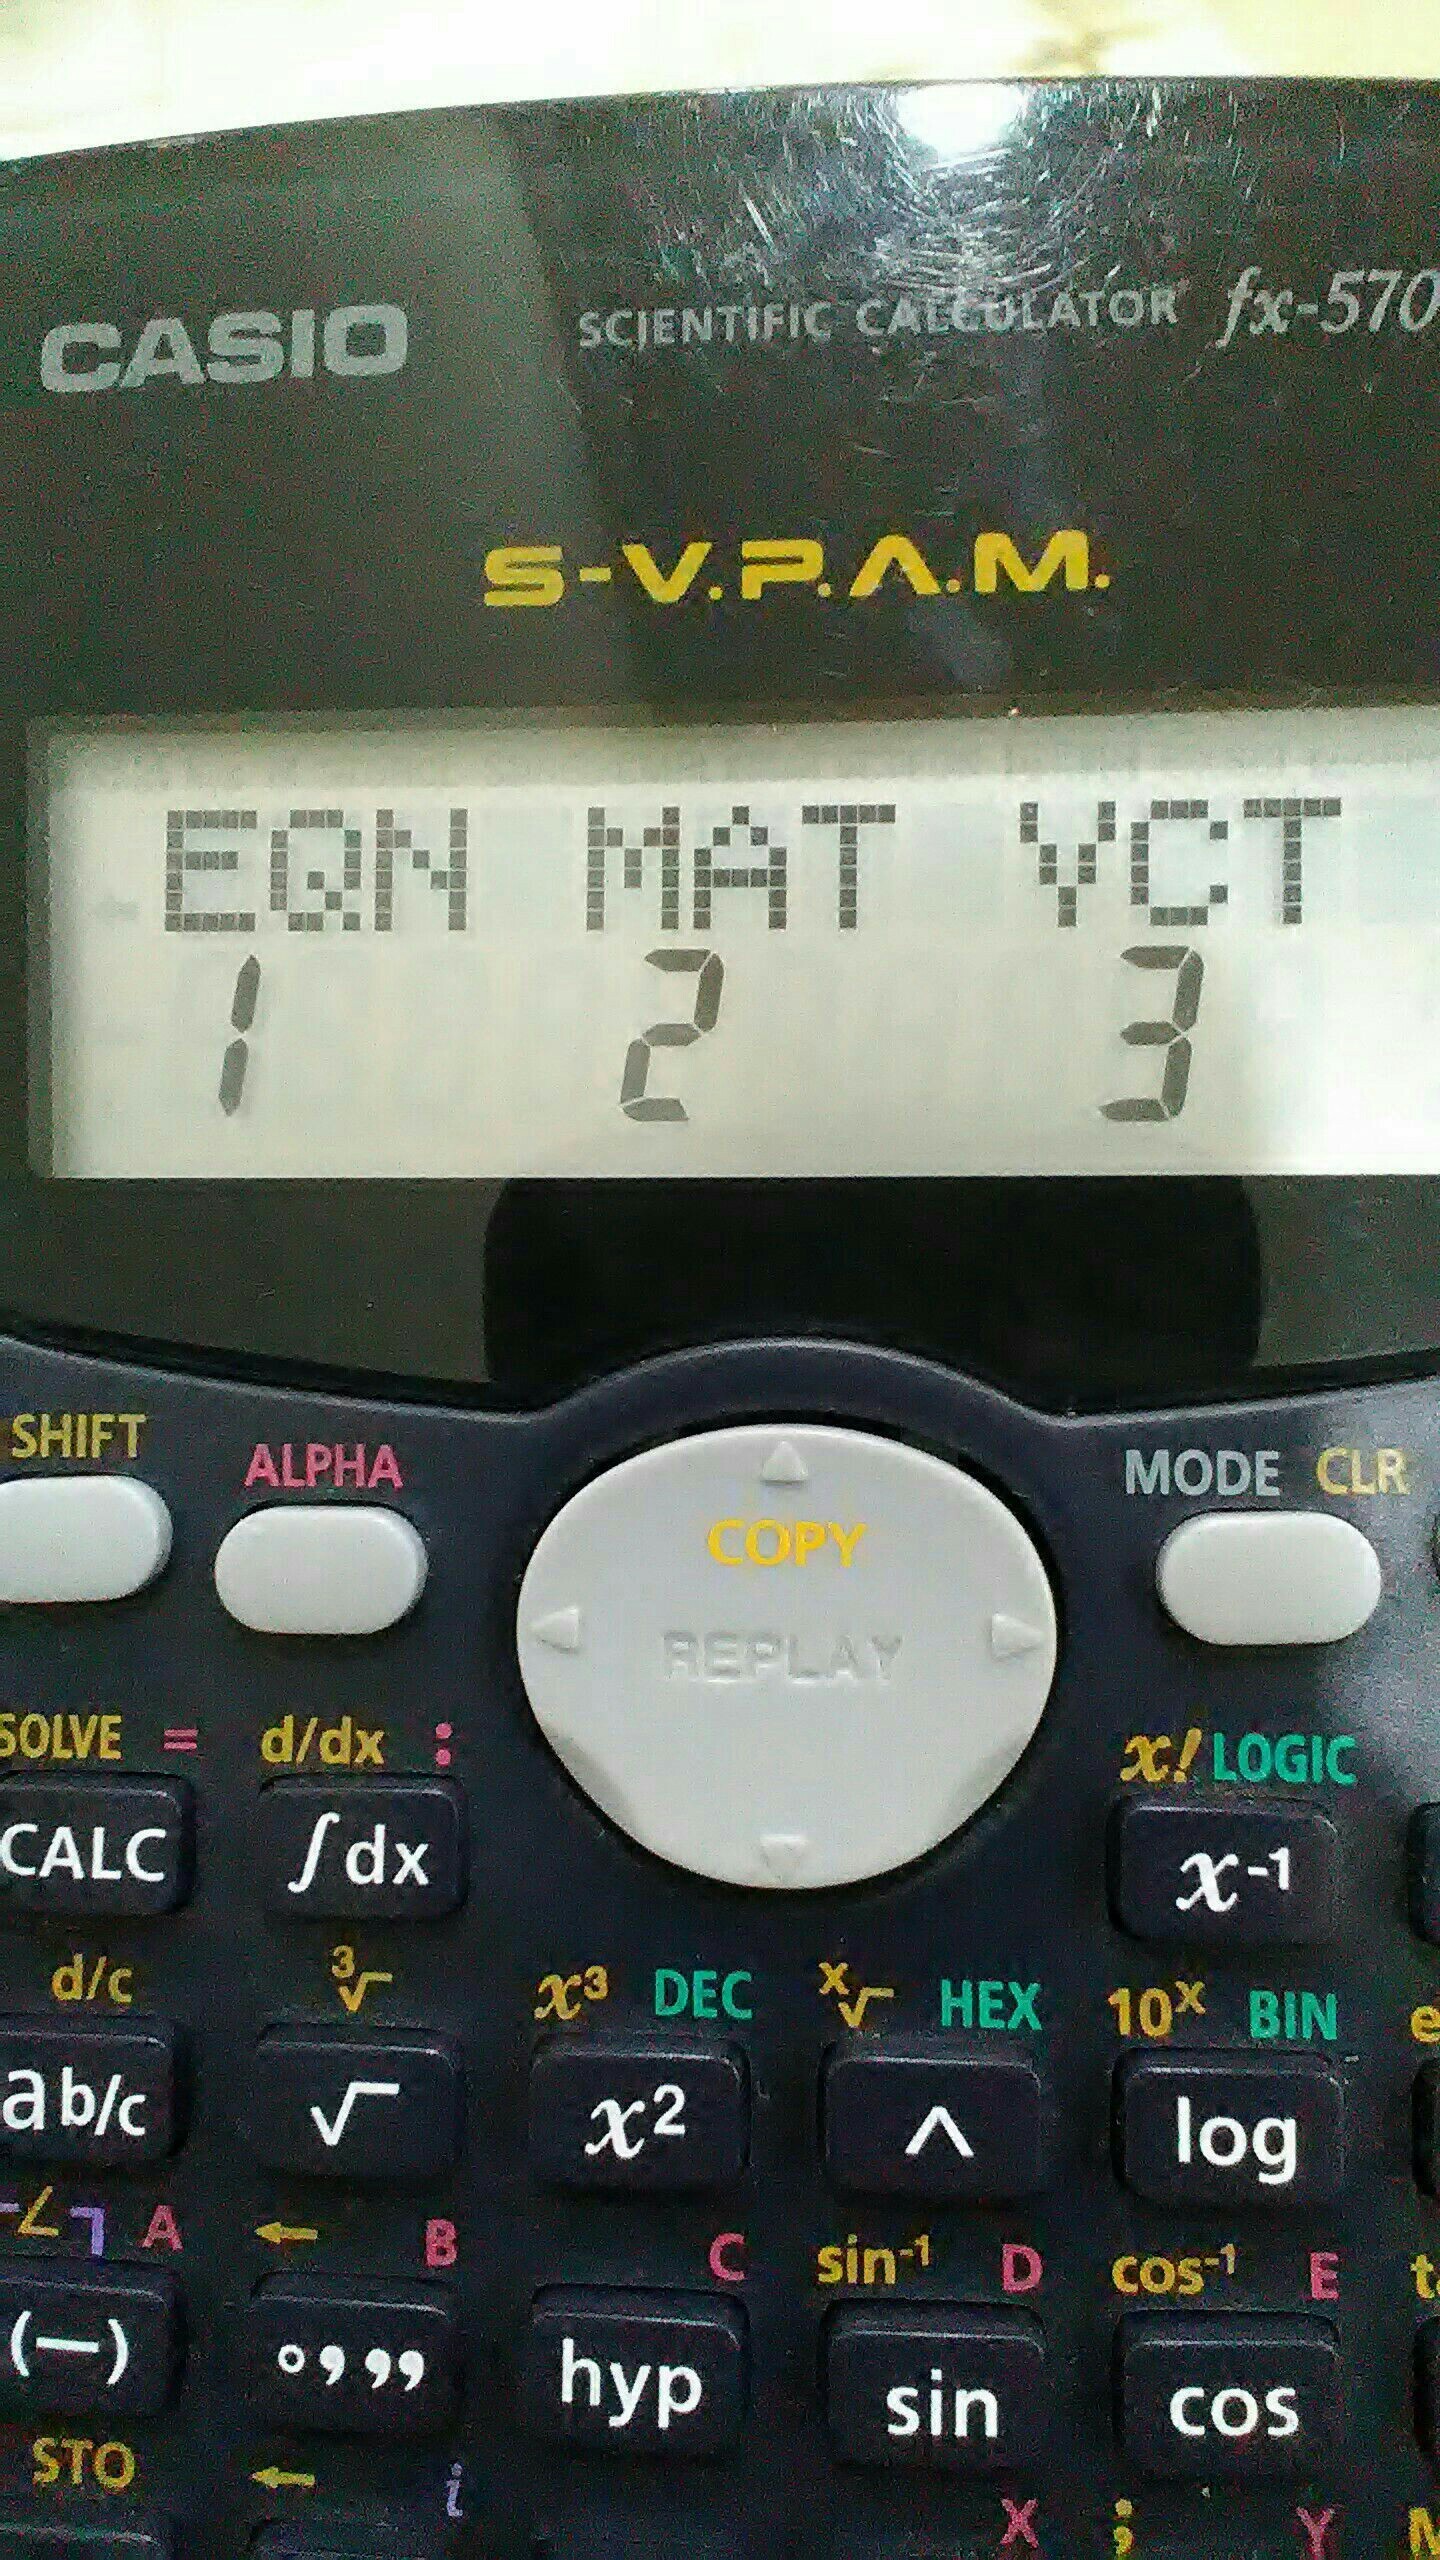 CASIO SCIENTIFIC CALCULATOR fx-570
S-V.P.A.M.
EQN MAT VCT
1 2 3
SHIFT ALPHA MODE CLR
COPY
REPLAY
SOLVE = d/dx : x! LOGIC
CALC ∫dx x-1
d/c 3√ x3 DEC x√ HEX 10x BIN e
ab/c √ x2 ^ log
∠ A ← B C sin-1 D cos-1 E
(−) °,,, hyp sin cos
STO ← i
X ; Y M